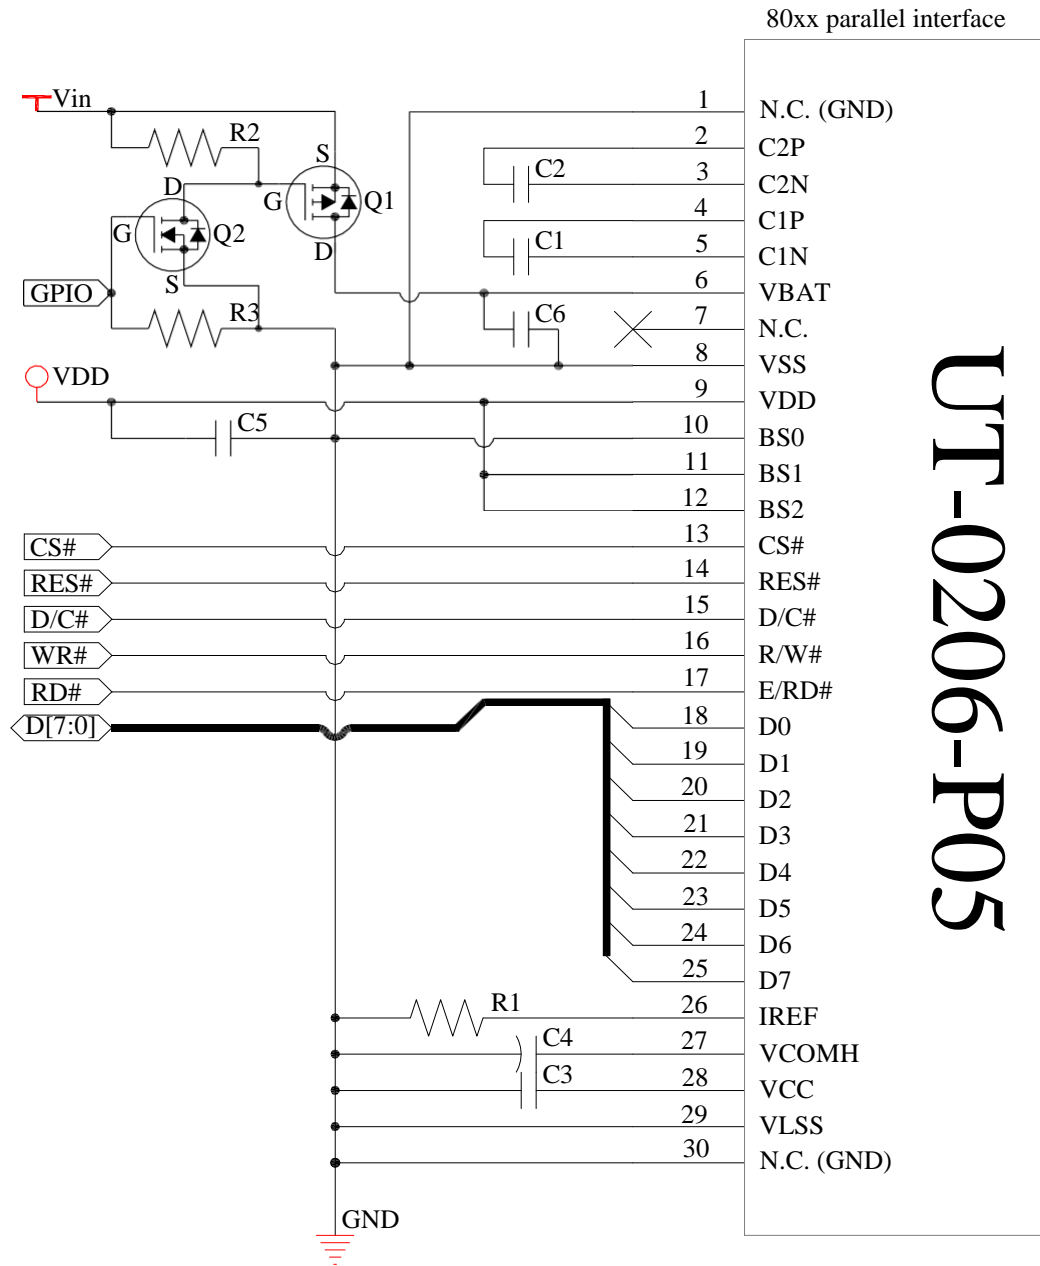 80xx parallel interface
Vin
R2
S
D
G
Q1
G
Q2
D
S
GPIO
R3
VDD
C5
CS#
RES#
D/C#
WR#
RD#
D[7:0]
C2
C1
C6
R1
C4
C3
GND
1 N.C. (GND)
2 C2P
3 C2N
4 C1P
5 C1N
6 VBAT
7 N.C.
8 VSS
9 VDD
10 BS0
11 BS1
12 BS2
13 CS#
14 RES#
15 D/C#
16 R/W#
17 E/RD#
18 D0
19 D1
20 D2
21 D3
22 D4
23 D5
24 D6
25 D7
26 IREF
27 VCOMH
28 VCC
29 VLSS
30 N.C. (GND)
UT-0206-P05